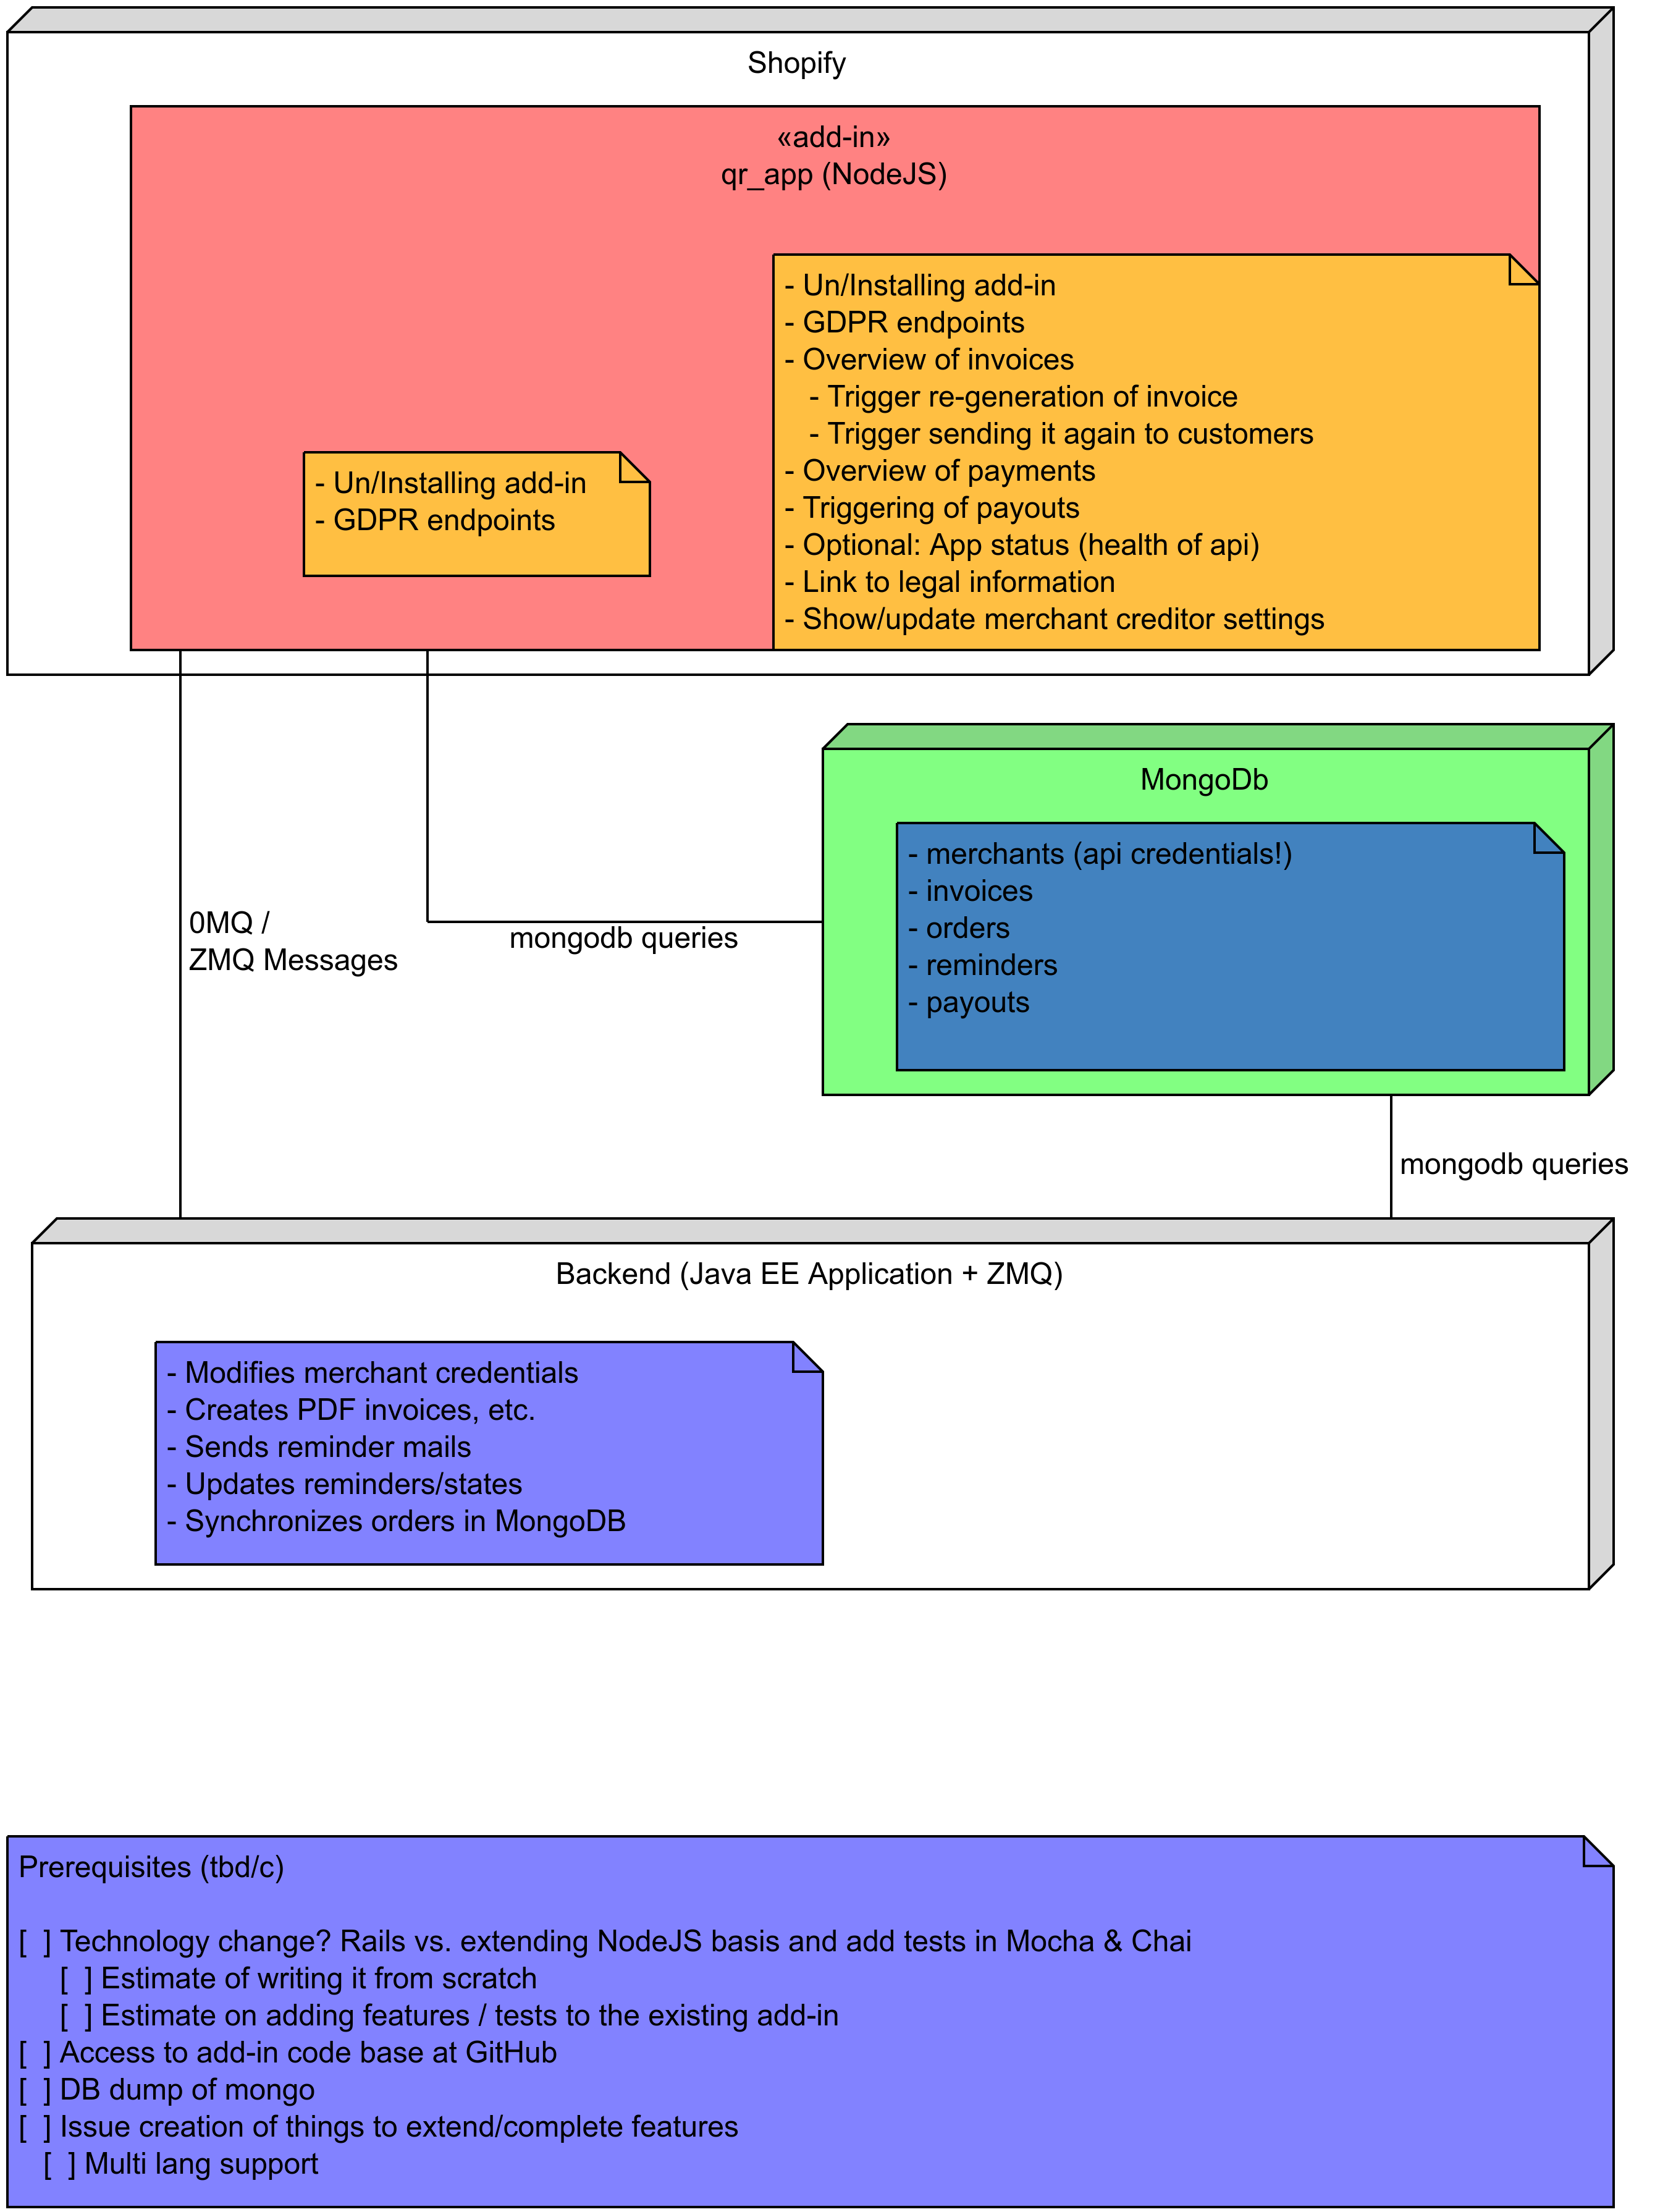 Shopify
«add-in»
qr_app (NodeJS)
- Un/Installing add-in
- GDPR endpoints
- Overview of invoices
- Trigger re-generation of invoice
- Trigger sending it again to customers
- Overview of payments
- Triggering of payouts
- Optional: App status (health of api)
- Link to legal information
- Show/update merchant creditor settings
- Un/Installing add-in
- GDPR endpoints
MongoDb
- merchants (api credentials!)
- invoices
- orders
- reminders
- payouts
0MQ /
ZMQ Messages
mongodb queries
mongodb queries
Backend (Java EE Application + ZMQ)
- Modifies merchant credentials
- Creates PDF invoices, etc.
- Sends reminder mails
- Updates reminders/states
- Synchronizes orders in MongoDB
Prerequisites (tbd/c)
[  ] Technology change? Rails vs. extending NodeJS basis and add tests in Mocha & Chai
[  ] Estimate of writing it from scratch
[  ] Estimate on adding features / tests to the existing add-in
[  ] Access to add-in code base at GitHub
[  ] DB dump of mongo
[  ] Issue creation of things to extend/complete features
[  ] Multi lang support